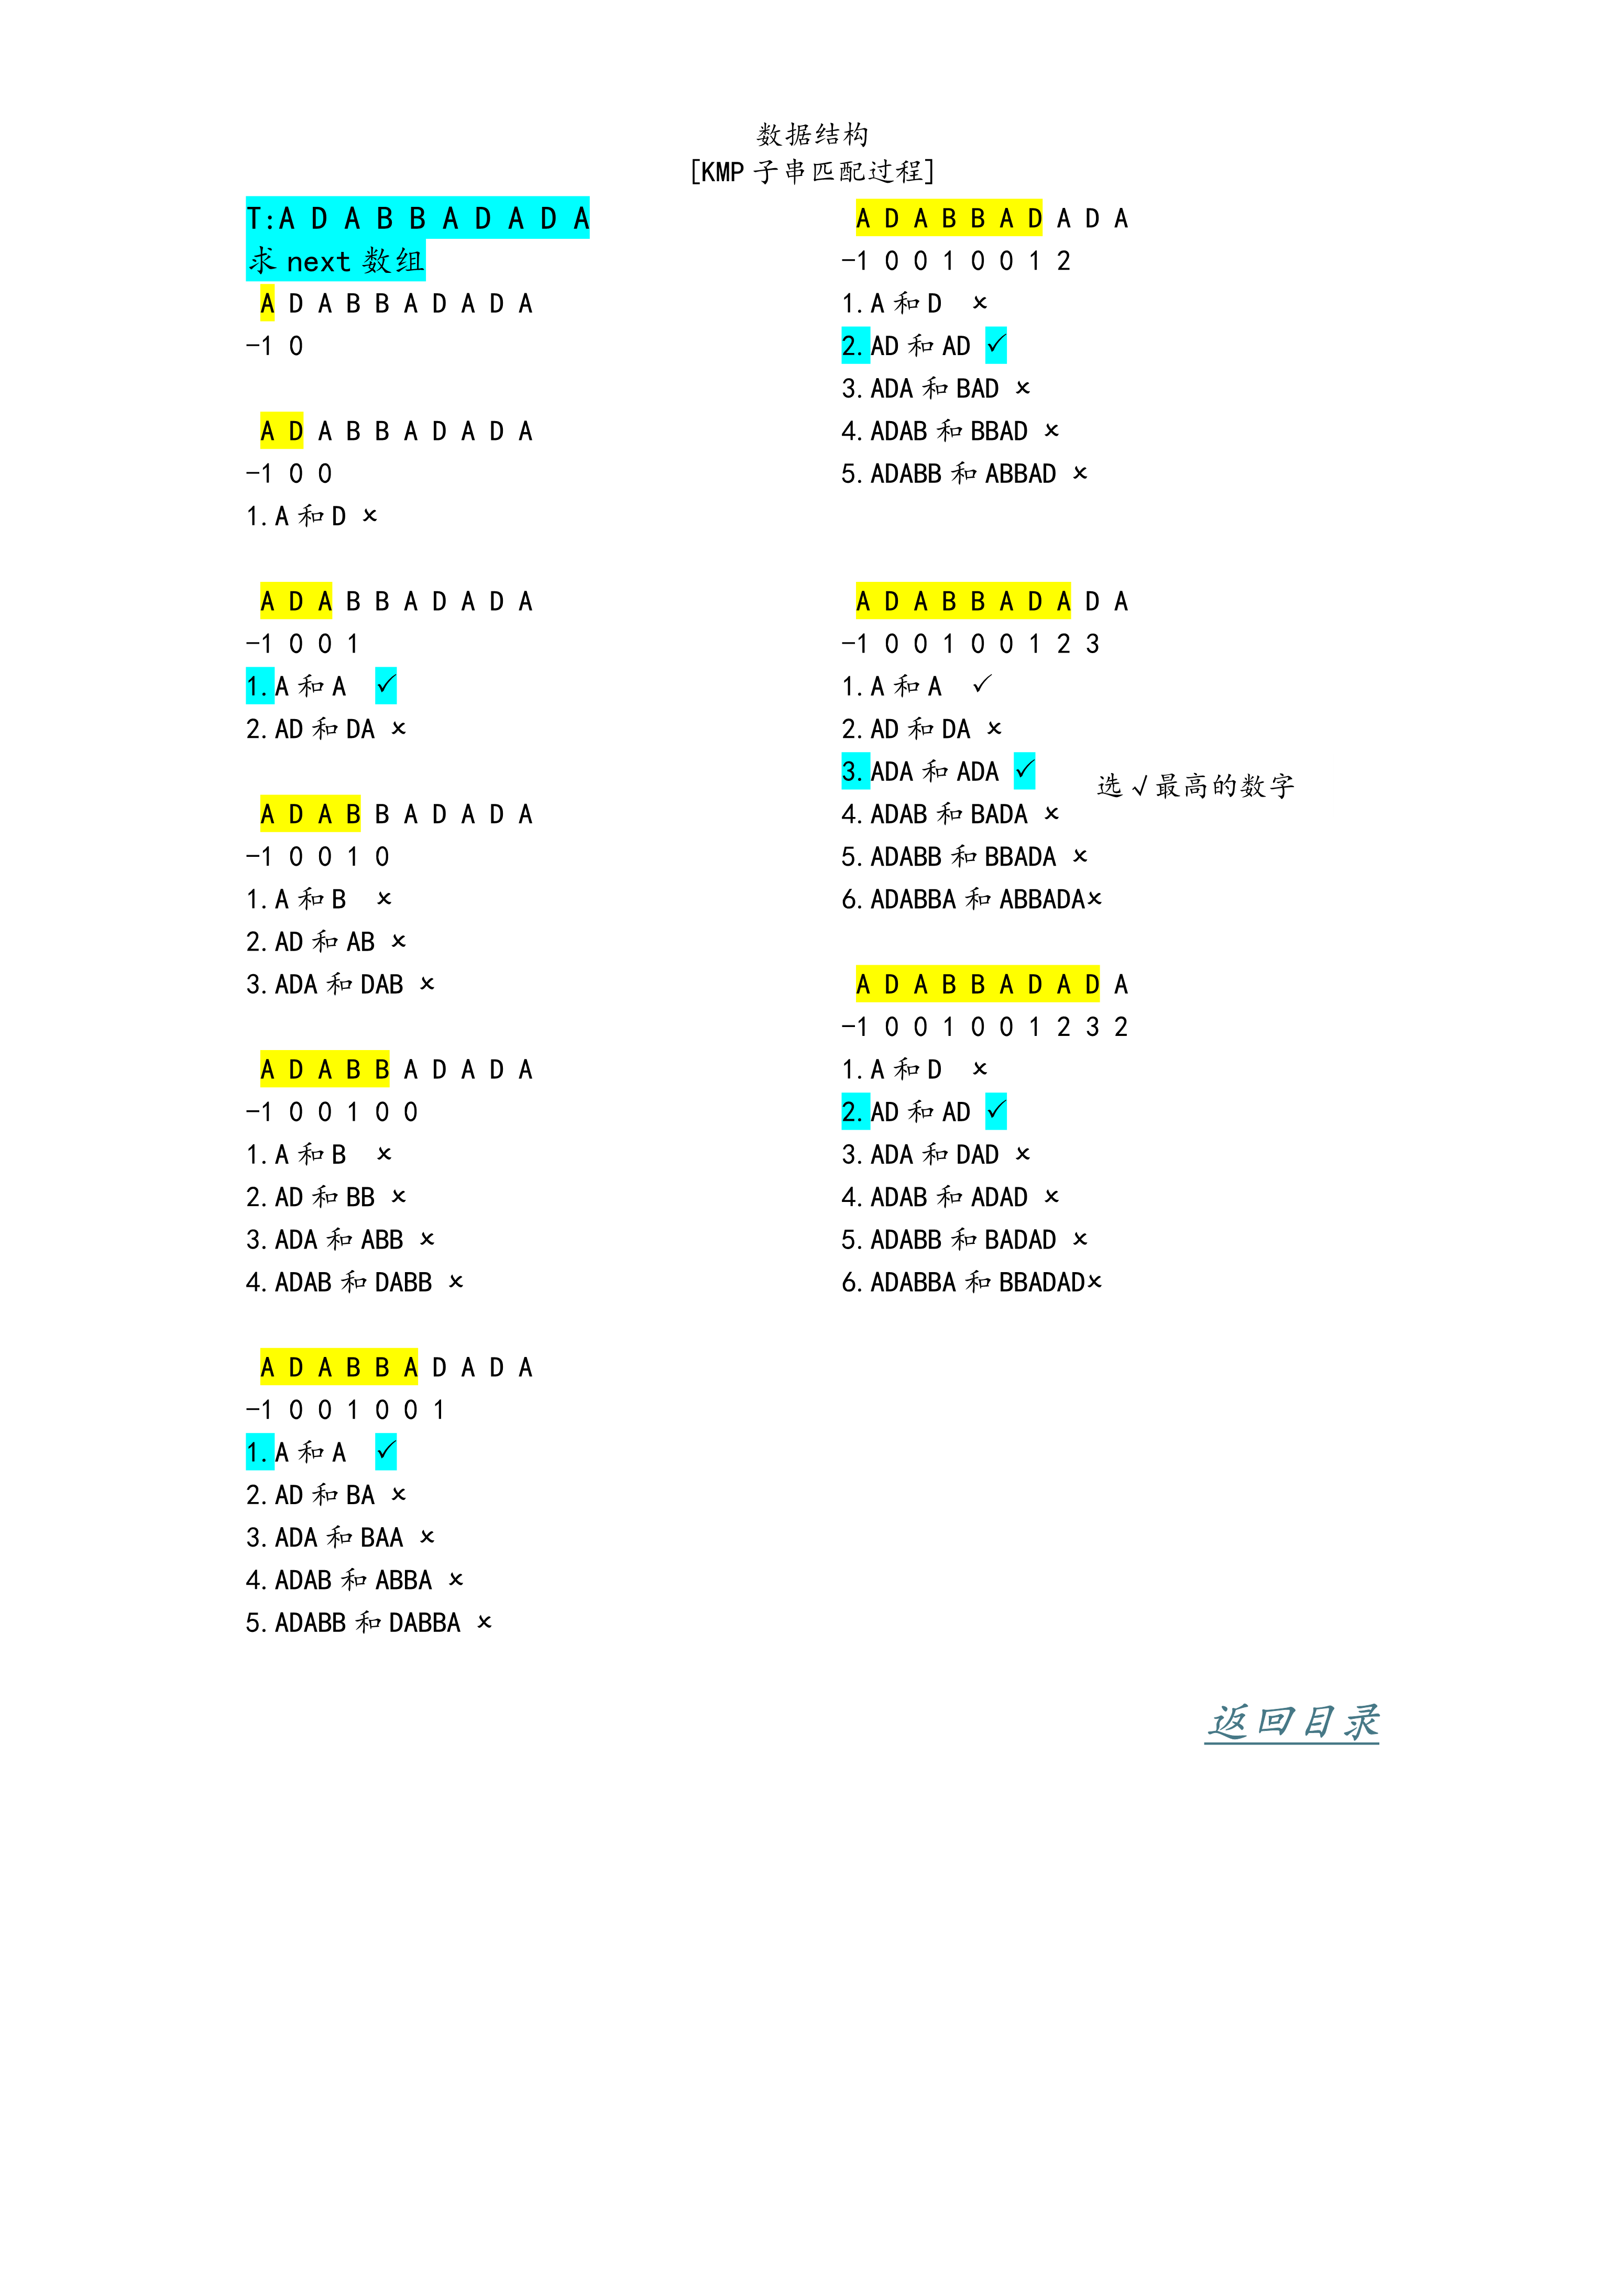 数据结构
[KMP子串匹配过程]
T:A D A B B A D A D A
求 next 数组
A D A B B A D A D A
-1 0
A D A B B A D A D A
-1 0 0
1.A 和 D ×
A D A B B A D A D A
-1 0 0 1
1.A 和 A ✓
2.AD 和 DA ×
A D A B B A D A D A
-1 0 0 1 0
1.A 和 B ×
2.AD 和 AB ×
3.ADA 和 DAB ×
A D A B B A D A D A
-1 0 0 1 0 0
1.A 和 B ×
2.AD 和 BB ×
3.ADA 和 ABB ×
4.ADAB 和 DABB ×
A D A B B A D A D A
-1 0 0 1 0 0 1
1.A 和 A ✓
2.AD 和 BA ×
3.ADA 和 BAA ×
4.ADAB 和 ABBA ×
5.ADABB 和 DABBA ×
A D A B B A D A D A
-1 0 0 1 0 0 1 2
1.A 和 D ×
2.AD 和 AD ✓
3.ADA 和 BAD ×
4.ADAB 和 BBAD ×
5.ADABB 和 ABBAD ×
A D A B B A D A D A
-1 0 0 1 0 0 1 2 3
1.A 和 A ✓
2.AD 和 DA ×
3.ADA 和 ADA ✓
选√最高的数字
4.ADAB 和 BADA ×
5.ADABB 和 BBADA ×
6.ADABBA 和 ABBADA×
A D A B B A D A D A
-1 0 0 1 0 0 1 2 3 2
1.A 和 D ×
2.AD 和 AD ✓
3.ADA 和 DAD ×
4.ADAB 和 ADAD ×
5.ADABB 和 BADAD ×
6.ADABBA 和 BBADAD×
返回目录